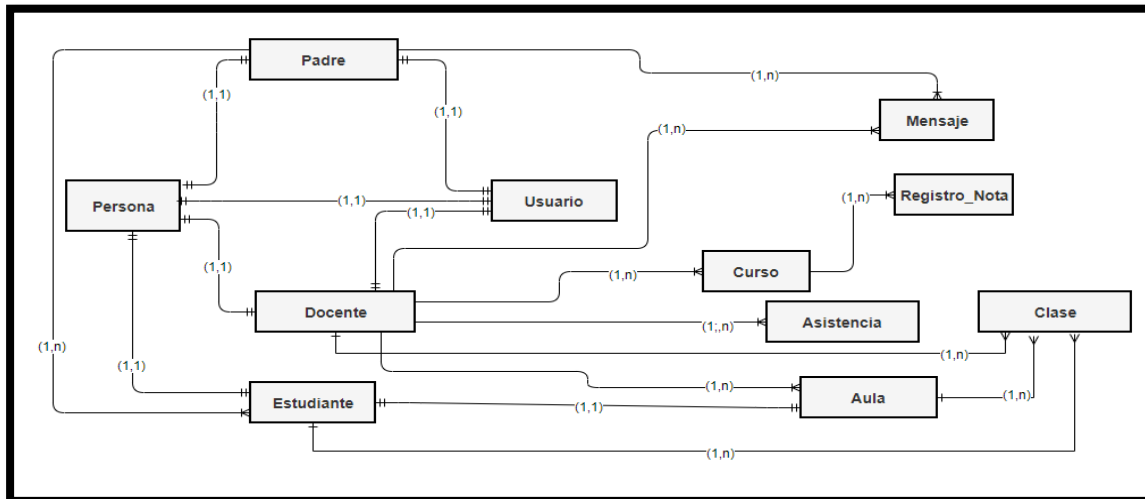 Padre
(1,n)
(1,1)
(1,1)
Mensaje
(1,n)
Persona
(1,1)
Usuario
Registro_Nota
(1,1)
(1,n)
(1,1)
Curso
(1,n)
Docente
Asistencia
Clase
(1;,n)
(1,n)
(1,n)
(1,1)
Estudiante
(1,n)
Aula
(1,n)
(1,1)
(1,n)